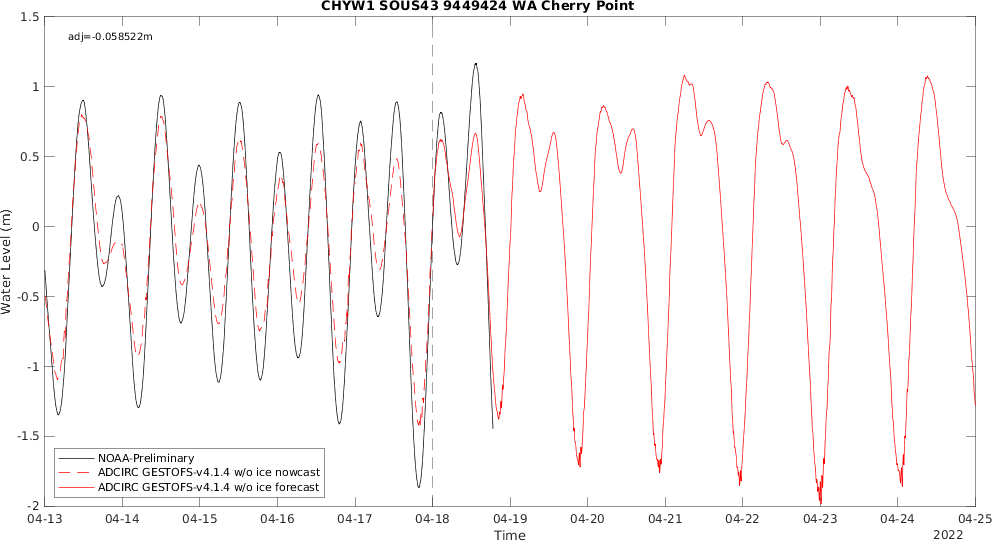 CHYW1 SOUS43 9449424 WA Cherry Point
adj=-0.058522m
1.5
1
0.5
0
-0.5
-1
-1.5
-2
Water Level (m)
NOAA-Preliminary
ADCIRC GESTOFS-v4.1.4 w/o ice nowcast
ADCIRC GESTOFS-v4.1.4 w/o ice forecast
04-13 04-14 04-15 04-16 04-17 04-18 04-19 04-20 04-21 04-22 04-23 04-24 04-25
Time
2022